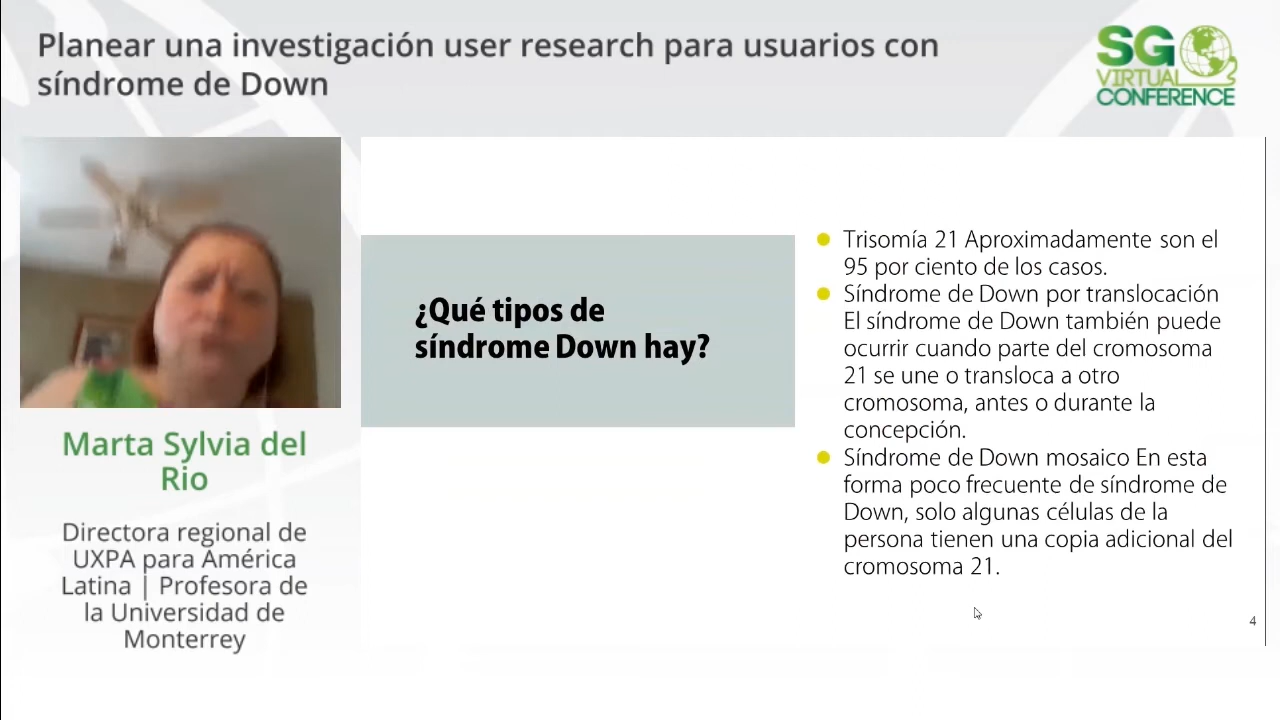 Planear una investigación user research para usuarios con
síndrome de Down
SG
VIRTUAL
CONFERENCE
¿Qué tipos de
síndrome Down hay?
Trisomía 21 Aproximadamente son el
95 por ciento de los casos.
Síndrome de Down por translocación
El síndrome de Down también puede
ocurrir cuando parte del cromosoma
21 se une o transloca a otro
cromosoma, antes o durante la
concepción.
Síndrome de Down mosaico En esta
forma poco frecuente de síndrome de
Down, solo algunas células de la
persona tienen una copia adicional del
cromosoma 21.
4
Marta Sylvia del
Rio
Directora regional de
UXPA para América
Latina | Profesora de
la Universidad de
Monterrey